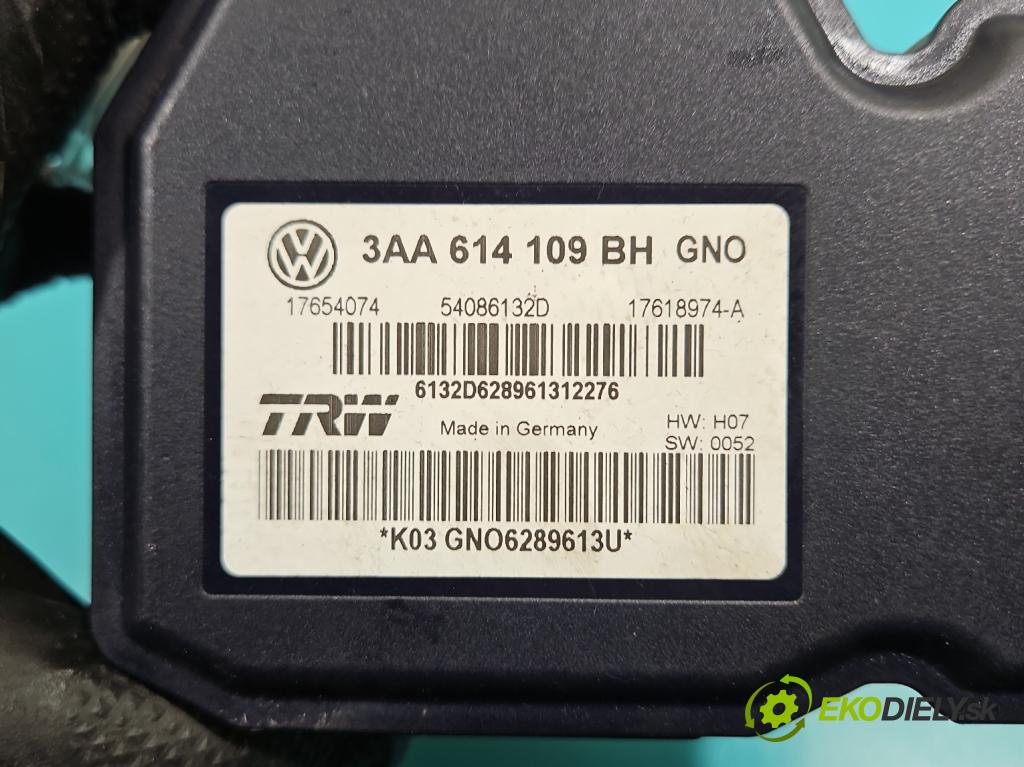 3AA 614 109 BH GNO
17654074 54086132D 17618974-A
6132D628961312276
TRW Made in Germany HW: H07
SW: 0052
*K03 GNO6289613U*
EKODIELY.sk